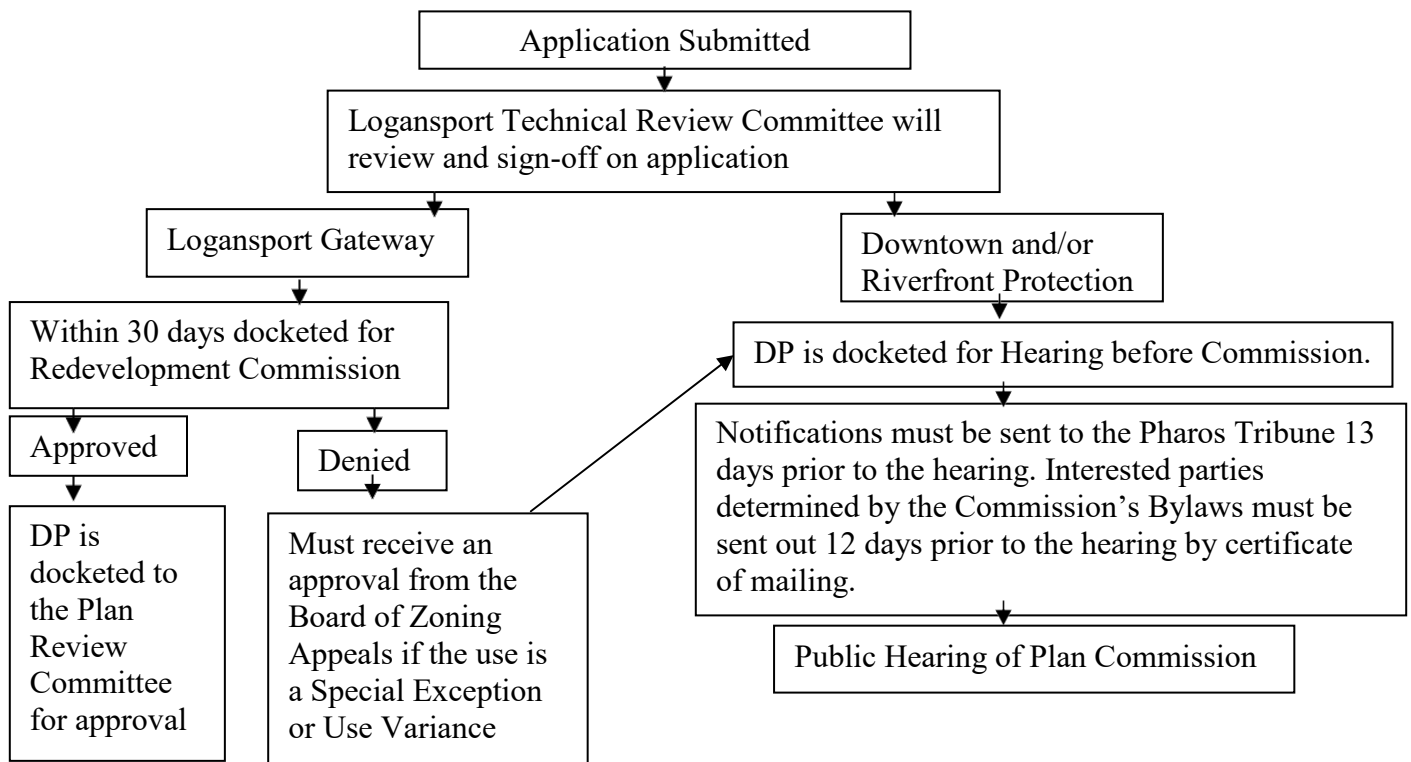 Application Submitted
Logansport Technical Review Committee will
review and sign-off on application
Logansport Gateway
Downtown and/or
Riverfront Protection
Within 30 days docketed for
Redevelopment Commission
DP is docketed for Hearing before Commission.
Approved
Denied
Notifications must be sent to the Pharos Tribune 13
days prior to the hearing. Interested parties
determined by the Commission’s Bylaws must be
sent out 12 days prior to the hearing by certificate
of mailing.
DP is
docketed to
the Plan
Review
Committee
for approval
Must receive an
approval from the
Board of Zoning
Appeals if the use is
a Special Exception
or Use Variance
Public Hearing of Plan Commission